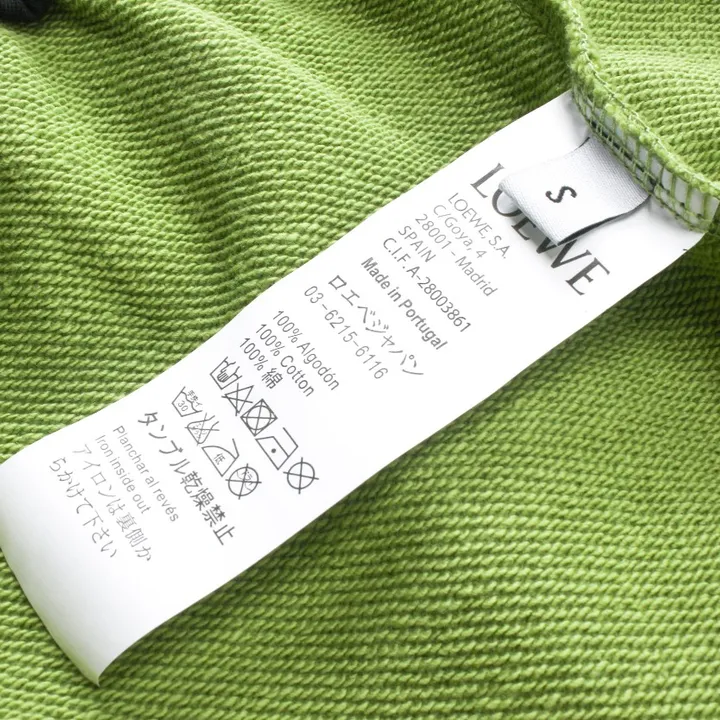 LOEWE
S
LOEWE, S.A.
C/Goya, 4
28001 - Madrid
SPAIN
C.I.F. A-28003861
Made in Portugal
ロエベジャパン
03-6215-6116
100% Algodón
100% Cotton
100% 綿
30
低
タンブル乾燥禁止
Planchar al revés
Iron inside out
アイロンは裏側か
らかけて下さい